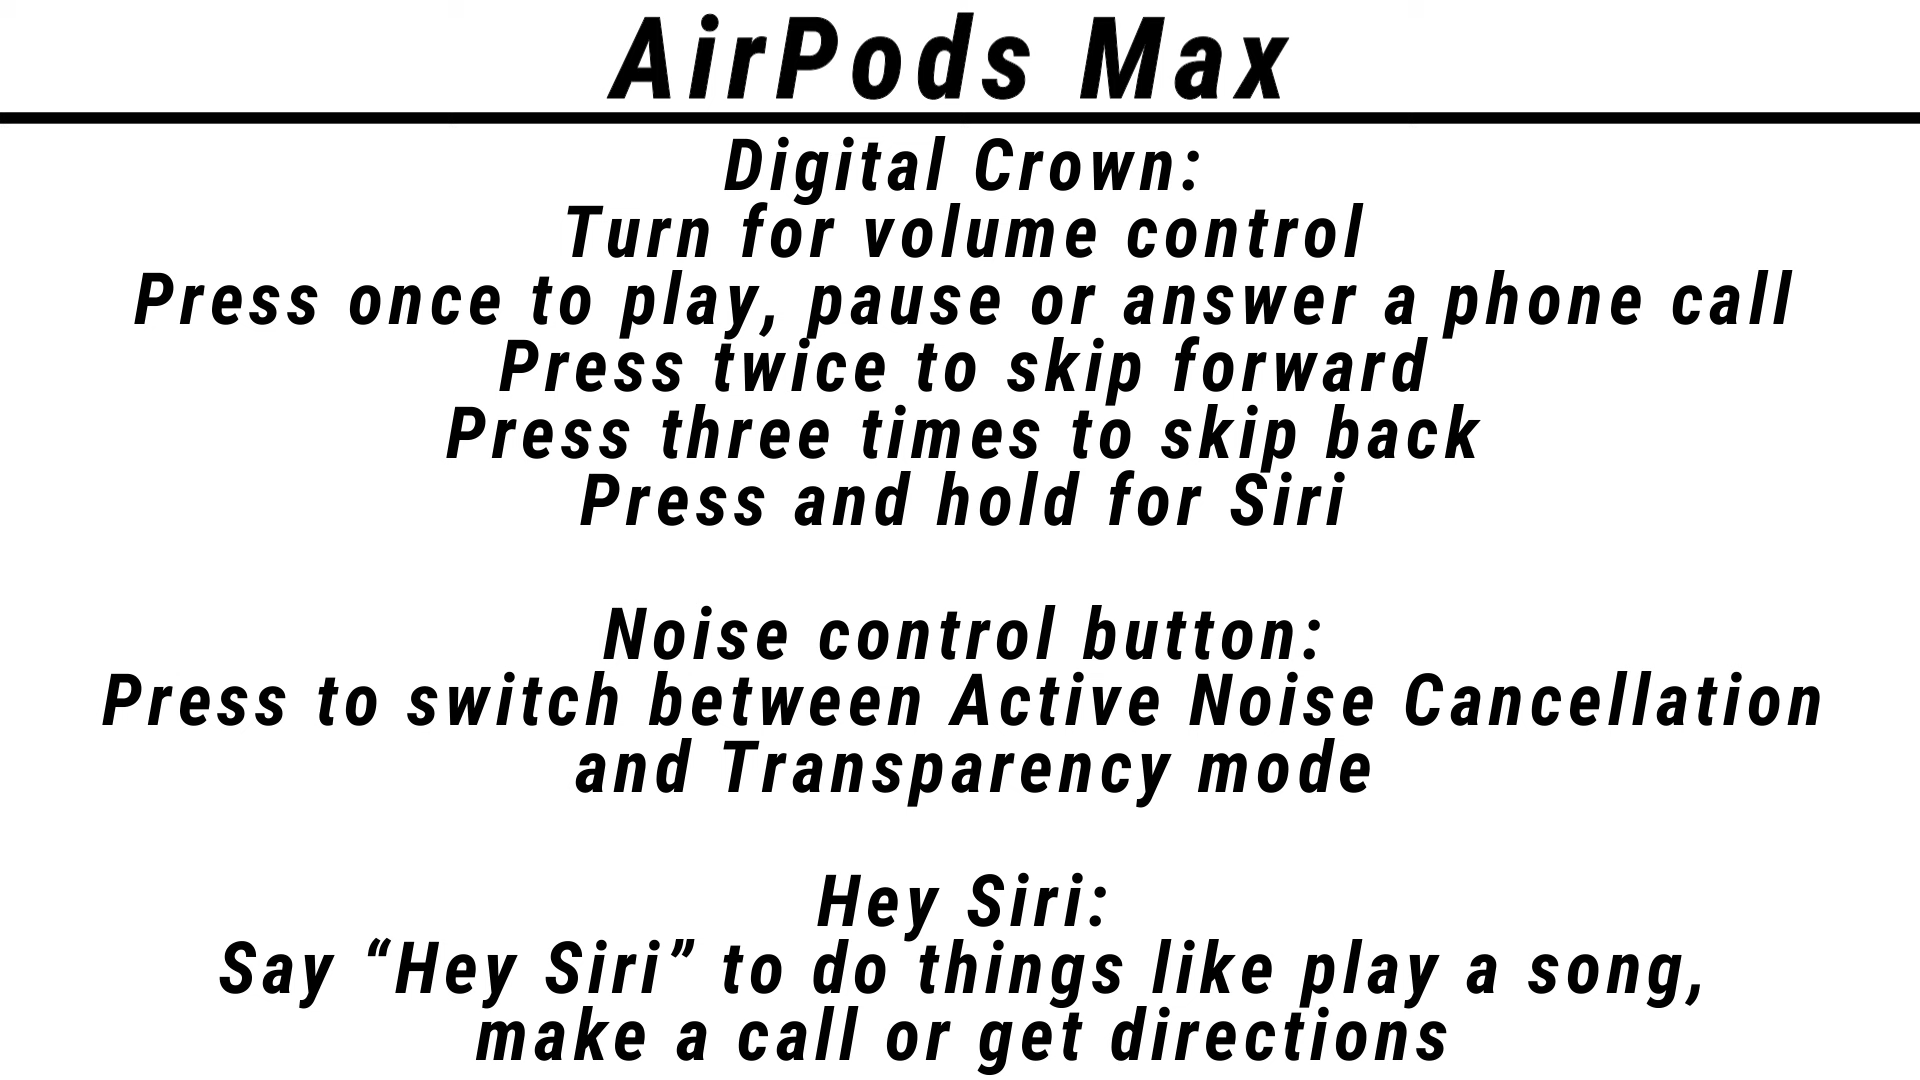 AirPods Max
Digital Crown:
Turn for volume control
Press once to play, pause or answer a phone call
Press twice to skip forward
Press three times to skip back
Press and hold for Siri
Noise control button:
Press to switch between Active Noise Cancellation
and Transparency mode
Hey Siri:
Say “Hey Siri” to do things like play a song,
make a call or get directions